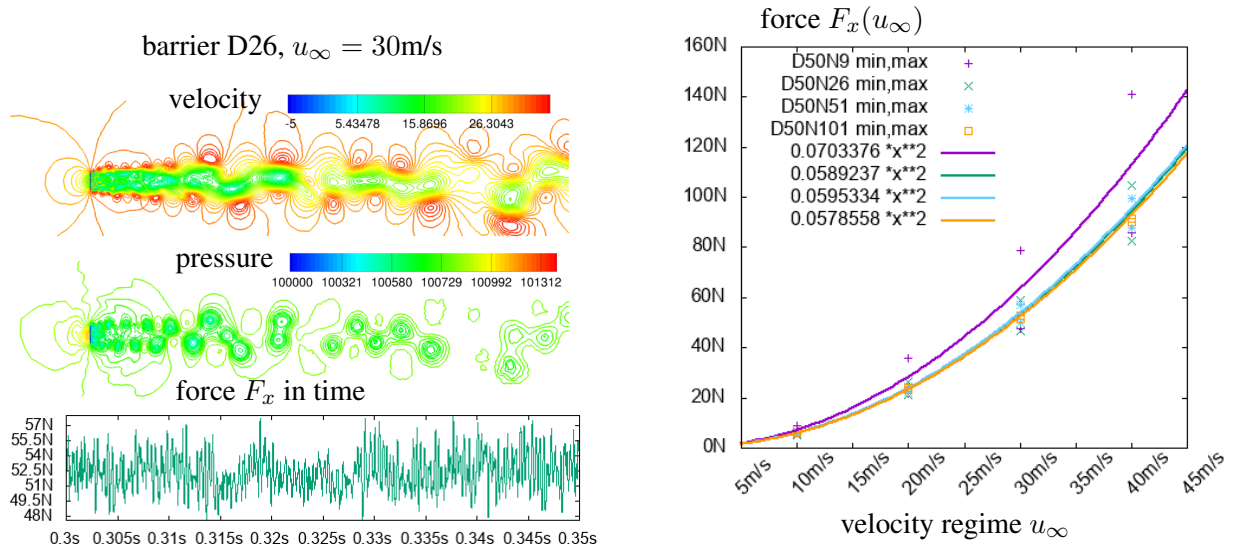 barrier D26, u∞ = 30m/s
velocity
-5 5.43478 15.8696 26.3043
pressure
100000 100321 100580 100729 100992 101312
force Fx in time
57N
55.5N
54N
52.5N
51N
49.5N
48N
0.3s 0.305s 0.31s 0.315s 0.32s 0.325s 0.33s 0.335s 0.34s 0.345s 0.35s
force Fx(u∞)
160N
140N
120N
100N
80N
60N
40N
20N
0N
D50N9 min,max
D50N26 min,max
D50N51 min,max
D50N101 min,max
0.0703376 *x**2
0.0589237 *x**2
0.0595334 *x**2
0.0578558 *x**2
5m/s 10m/s 15m/s 20m/s 25m/s 30m/s 35m/s 40m/s 45m/s
velocity regime u∞